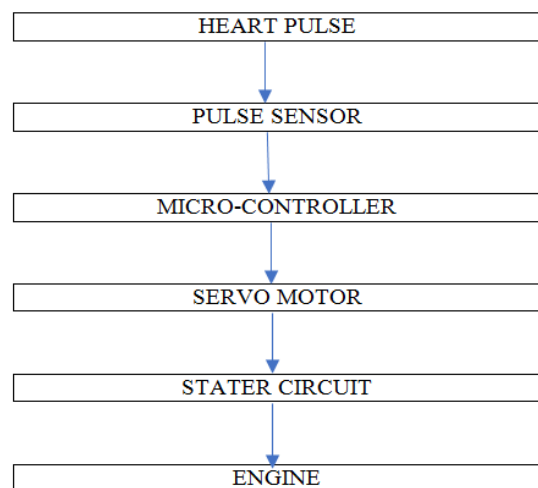 HEART PULSE
PULSE SENSOR
MICRO-CONTROLLER
SERVO MOTOR
STATER CIRCUIT
ENGINE